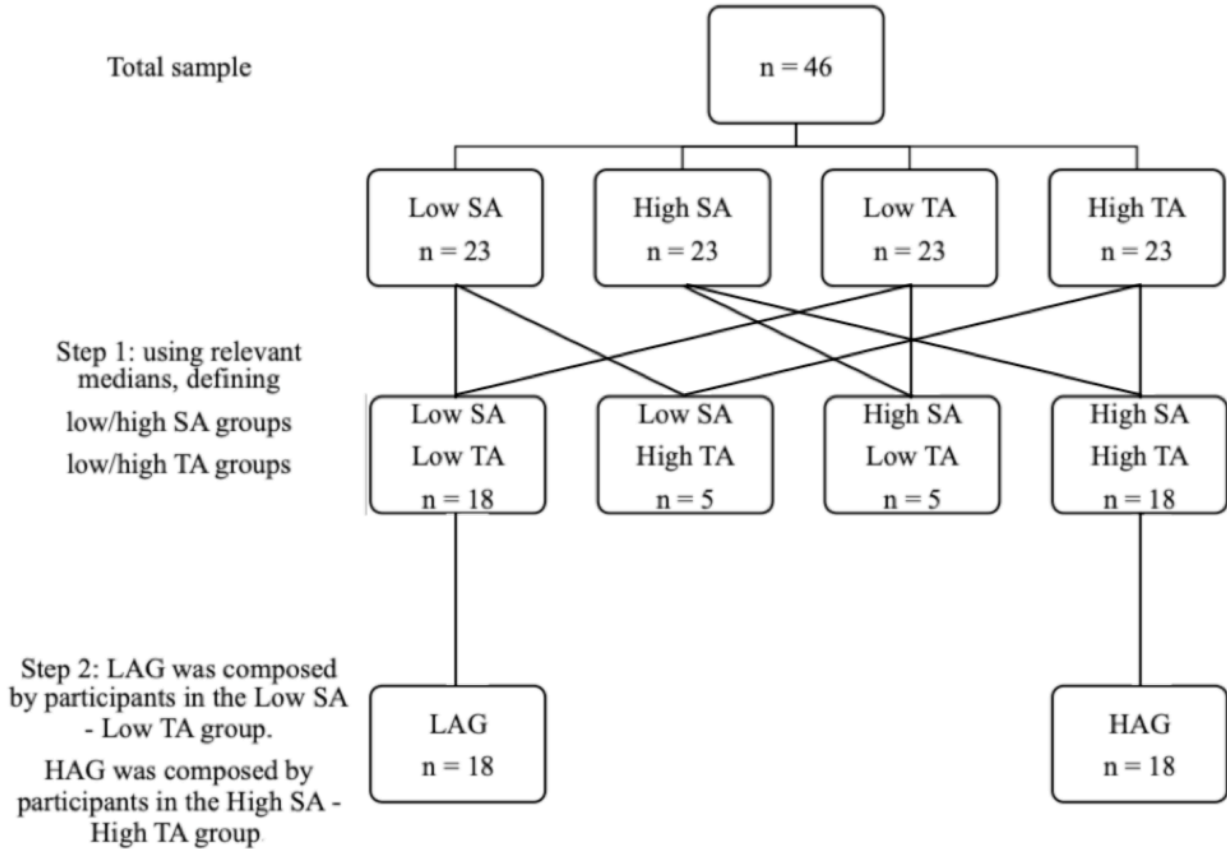 Total sample
n = 46
Low SA
n = 23
High SA
n = 23
Low TA
n = 23
High TA
n = 23
Step 1: using relevant
medians, defining
low/high SA groups
low/high TA groups
Low SA
Low TA
n = 18
Low SA
High TA
n = 5
High SA
Low TA
n = 5
High SA
High TA
n = 18
Step 2: LAG was composed
by participants in the Low SA
- Low TA group.
HAG was composed by
participants in the High SA -
High TA group
LAG
n = 18
HAG
n = 18